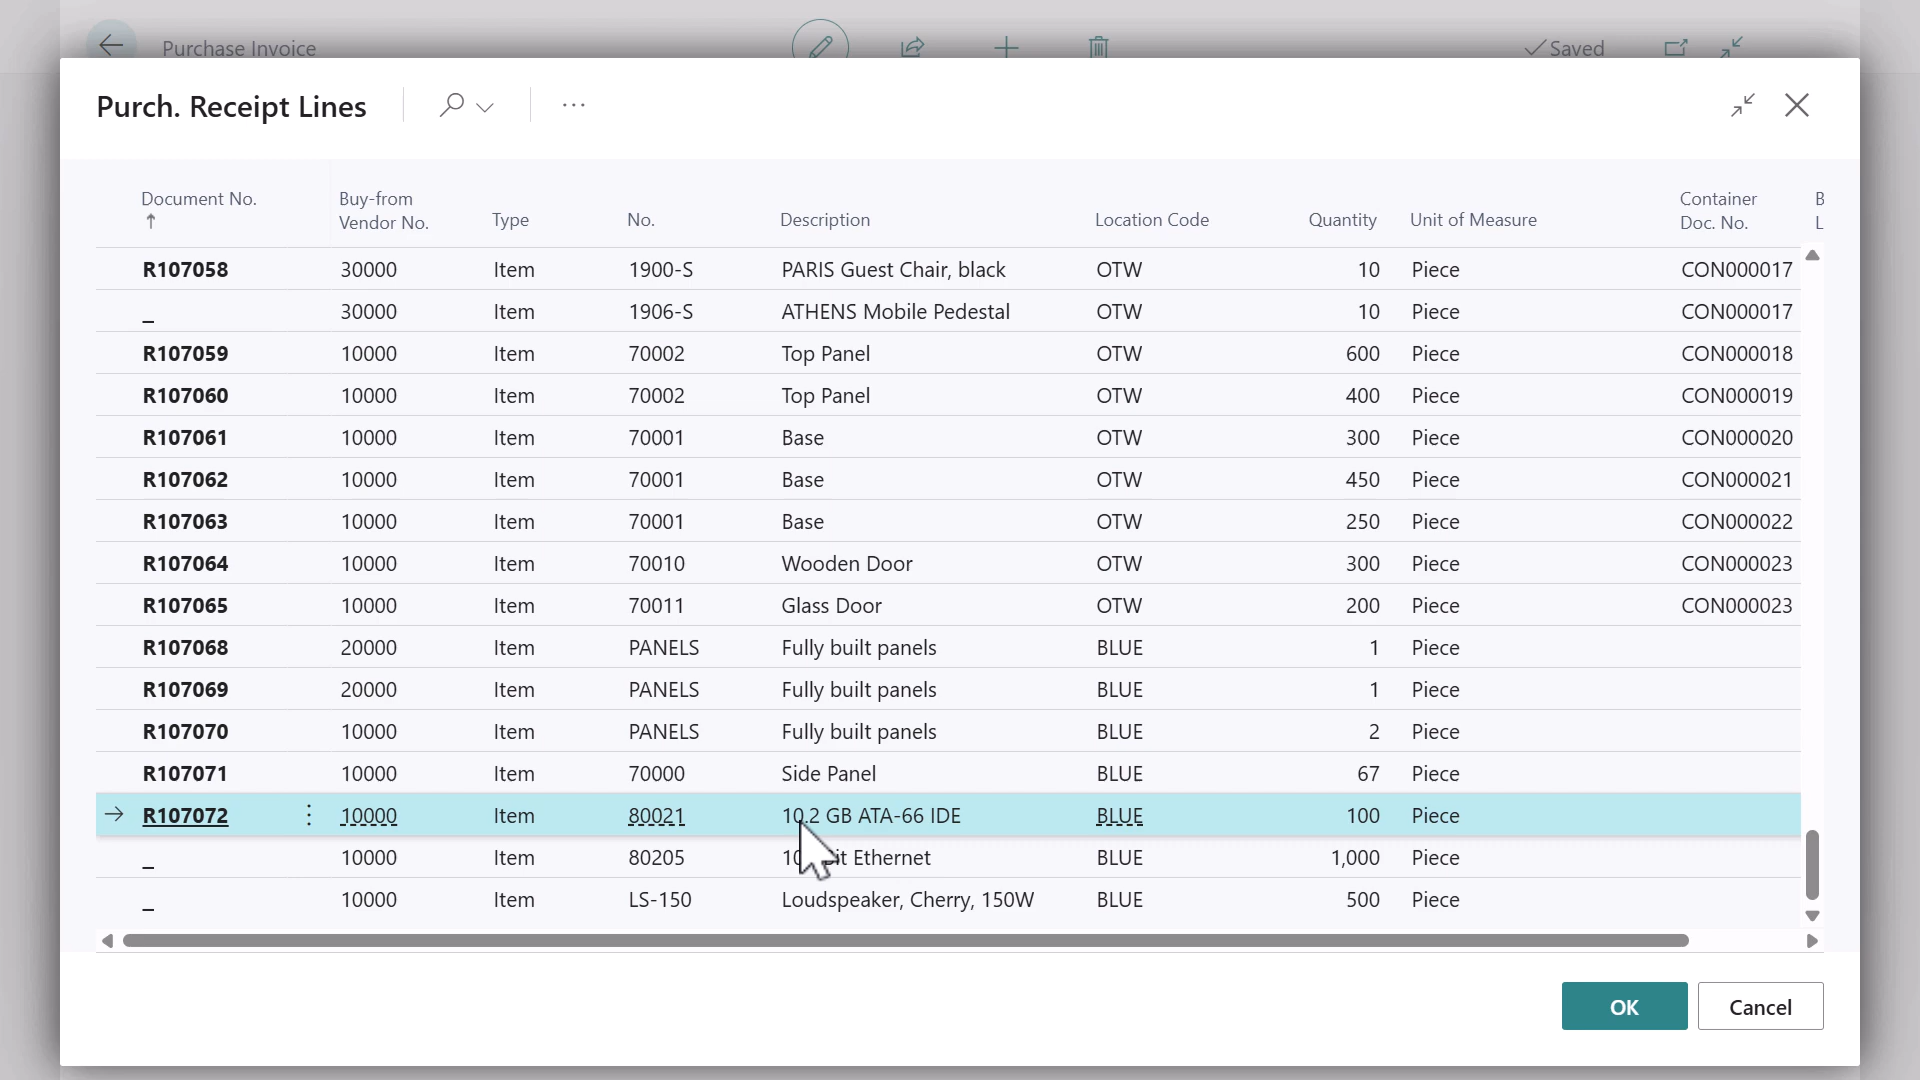 Purchase Invoice
Saved
Purch. Receipt Lines
Document No. ↑ Buy-from Vendor No. Type No. Description Location Code Quantity Unit of Measure Container Doc. No. B L
R107058 30000 Item 1900-S PARIS Guest Chair, black OTW 10 Piece CON000017
_ 30000 Item 1906-S ATHENS Mobile Pedestal OTW 10 Piece CON000017
R107059 10000 Item 70002 Top Panel OTW 600 Piece CON000018
R107060 10000 Item 70002 Top Panel OTW 400 Piece CON000019
R107061 10000 Item 70001 Base OTW 300 Piece CON000020
R107062 10000 Item 70001 Base OTW 450 Piece CON000021
R107063 10000 Item 70001 Base OTW 250 Piece CON000022
R107064 10000 Item 70010 Wooden Door OTW 300 Piece CON000023
R107065 10000 Item 70011 Glass Door OTW 200 Piece CON000023
R107068 20000 Item PANELS Fully built panels BLUE 1 Piece
R107069 20000 Item PANELS Fully built panels BLUE 1 Piece
R107070 10000 Item PANELS Fully built panels BLUE 2 Piece
R107071 10000 Item 70000 Side Panel BLUE 67 Piece
R107072 10000 Item 80021 10.2 GB ATA-66 IDE BLUE 100 Piece
_ 10000 Item 80205 Ethernet BLUE 1,000 Piece
_ 10000 Item LS-150 Loudspeaker, Cherry, 150W BLUE 500 Piece
OK Cancel